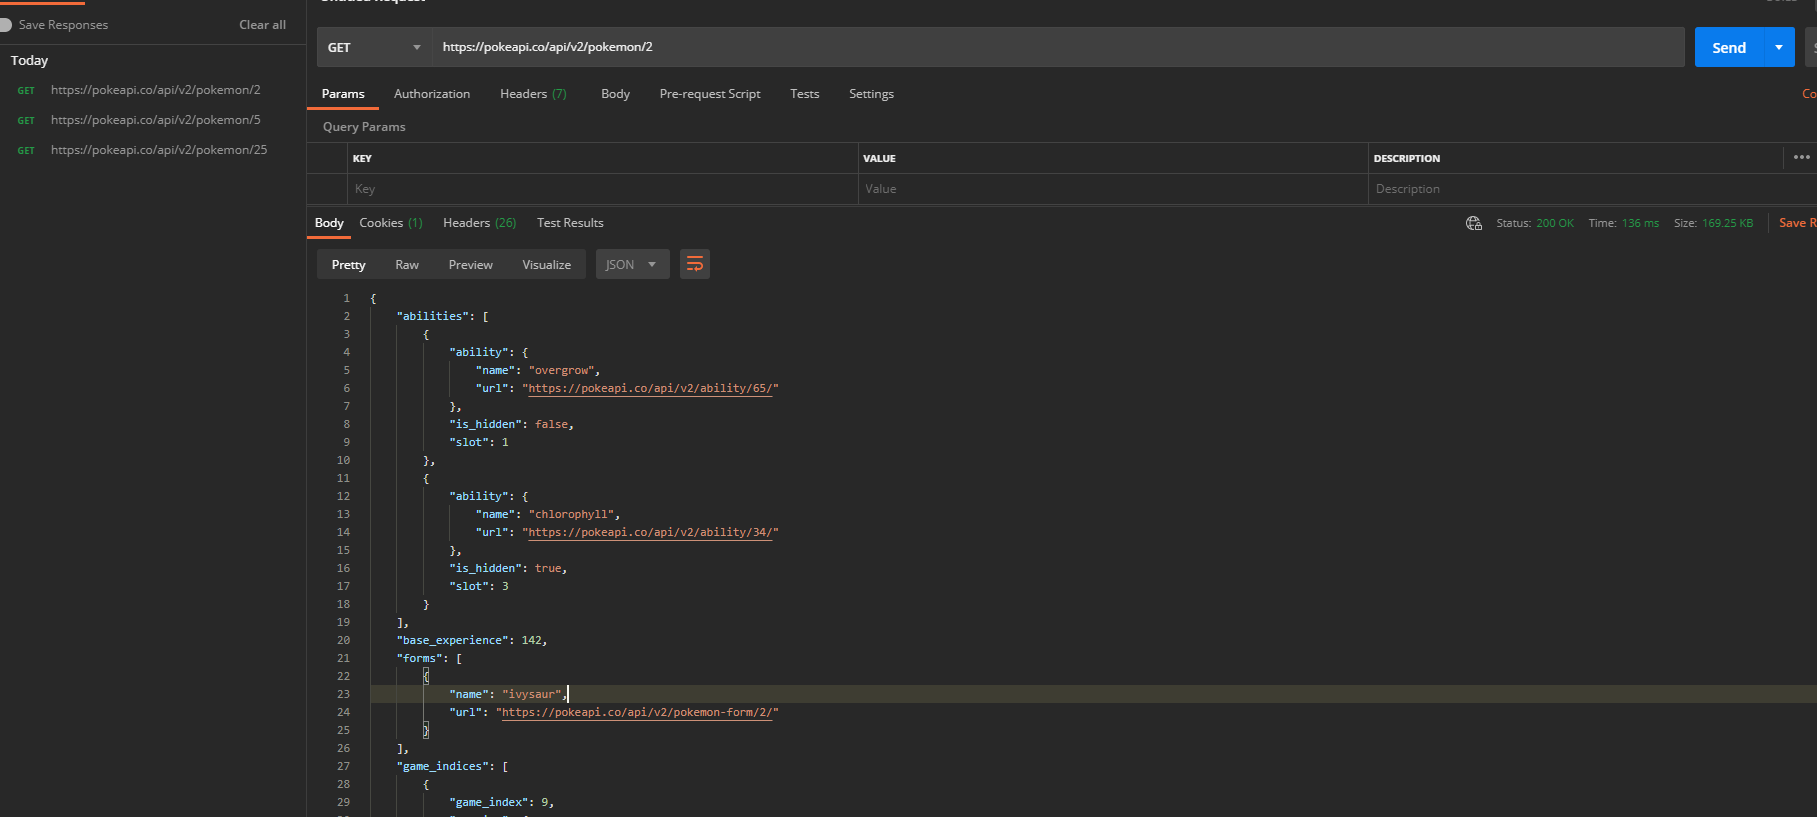 Untitled Request
Save Responses
Clear all
Today
GET https://pokeapi.co/api/v2/pokemon/2
GET https://pokeapi.co/api/v2/pokemon/5
GET https://pokeapi.co/api/v2/pokemon/25
GET
https://pokeapi.co/api/v2/pokemon/2
Send
Params Authorization Headers (7) Body Pre-request Script Tests Settings
Co
Query Params
KEY VALUE DESCRIPTION
Key Value Description
Body Cookies (1) Headers (26) Test Results
Status: 200 OK Time: 136 ms Size: 169.25 KB
Save R
Pretty Raw Preview Visualize JSON
1 {
2 "abilities": [
3 {
4 "ability": {
5 "name": "overgrow",
6 "url": "https://pokeapi.co/api/v2/ability/65/"
7 },
8 "is_hidden": false,
9 "slot": 1
10 },
11 {
12 "ability": {
13 "name": "chlorophyll",
14 "url": "https://pokeapi.co/api/v2/ability/34/"
15 },
16 "is_hidden": true,
17 "slot": 3
18 }
19 ],
20 "base_experience": 142,
21 "forms": [
22 {
23 "name": "ivysaur",
24 "url": "https://pokeapi.co/api/v2/pokemon-form/2/"
25 }
26 ],
27 "game_indices": [
28 {
29 "game_index": 9,